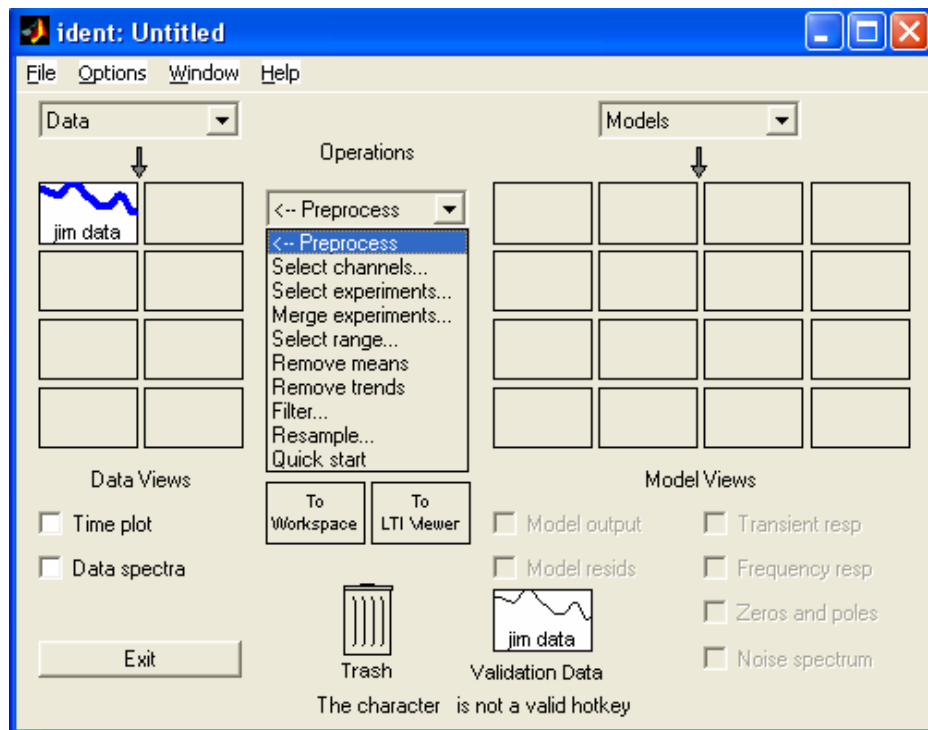 ident: Untitled
File Options Window Help
Data
Models
Operations
jim data
<-- Preprocess
<-- Preprocess
Select channels...
Select experiments...
Merge experiments...
Select range...
Remove means
Remove trends
Filter...
Resample...
Quick start
Data Views
Model Views
To Workspace
To LTI Viewer
Time plot
Data spectra
Model output
Transient resp
Model resids
Frequency resp
Zeros and poles
Noise spectrum
jim data
Exit
Trash
Validation Data
The character is not a valid hotkey